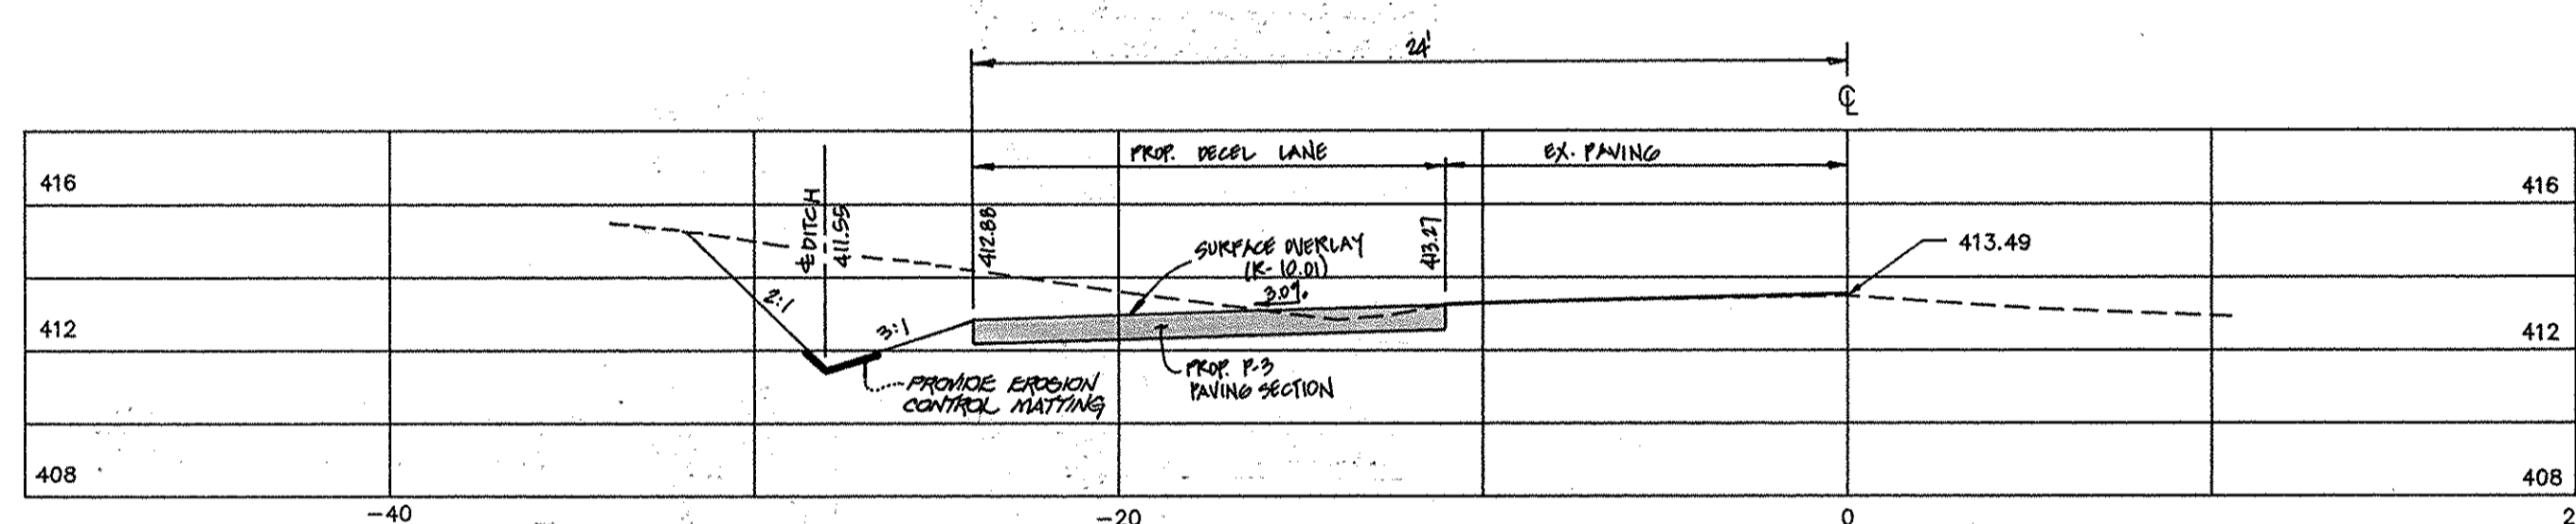 24'
℄
PROP. DECEL LANE
EX. PAVING
416
416
℄ DITCH
411.55
412.88
413.27
SURFACE OVERLAY
(R-10.01)
3.0%
413.49
2:1
3:1
412
412
PROVIDE EROSION
CONTROL MATTING
PROP. P-3
PAVING SECTION
408
408
-40
-20
0
2